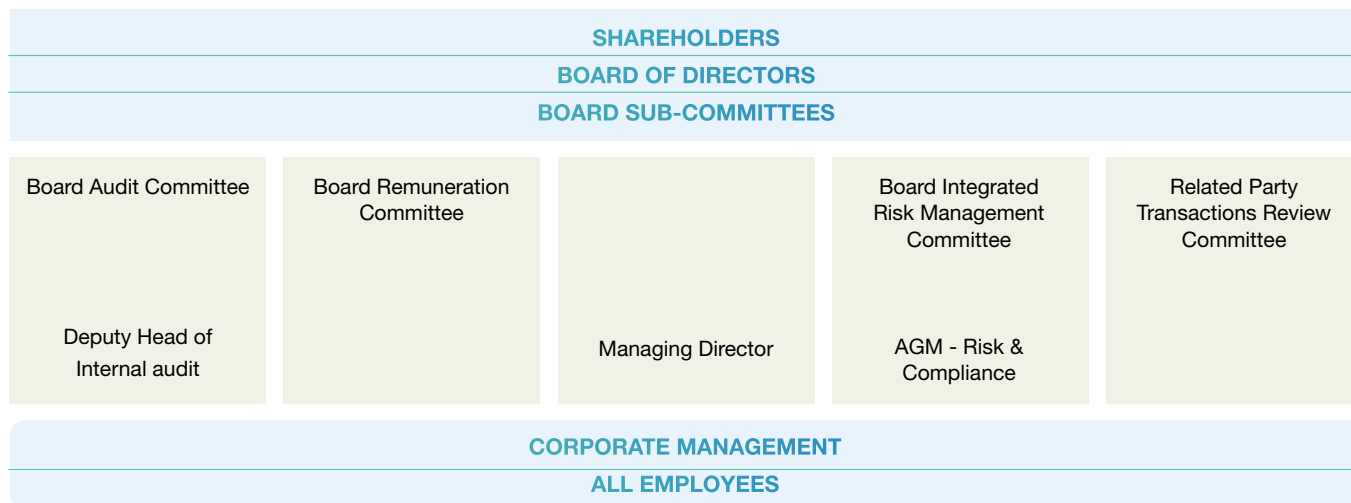 SHAREHOLDERS
BOARD OF DIRECTORS
BOARD SUB-COMMITTEES
Board Audit Committee
Deputy Head of
Internal audit
Board Remuneration
Committee
Managing Director
Board Integrated
Risk Management
Committee
AGM - Risk &
Compliance
Related Party
Transactions Review
Committee
CORPORATE MANAGEMENT
ALL EMPLOYEES